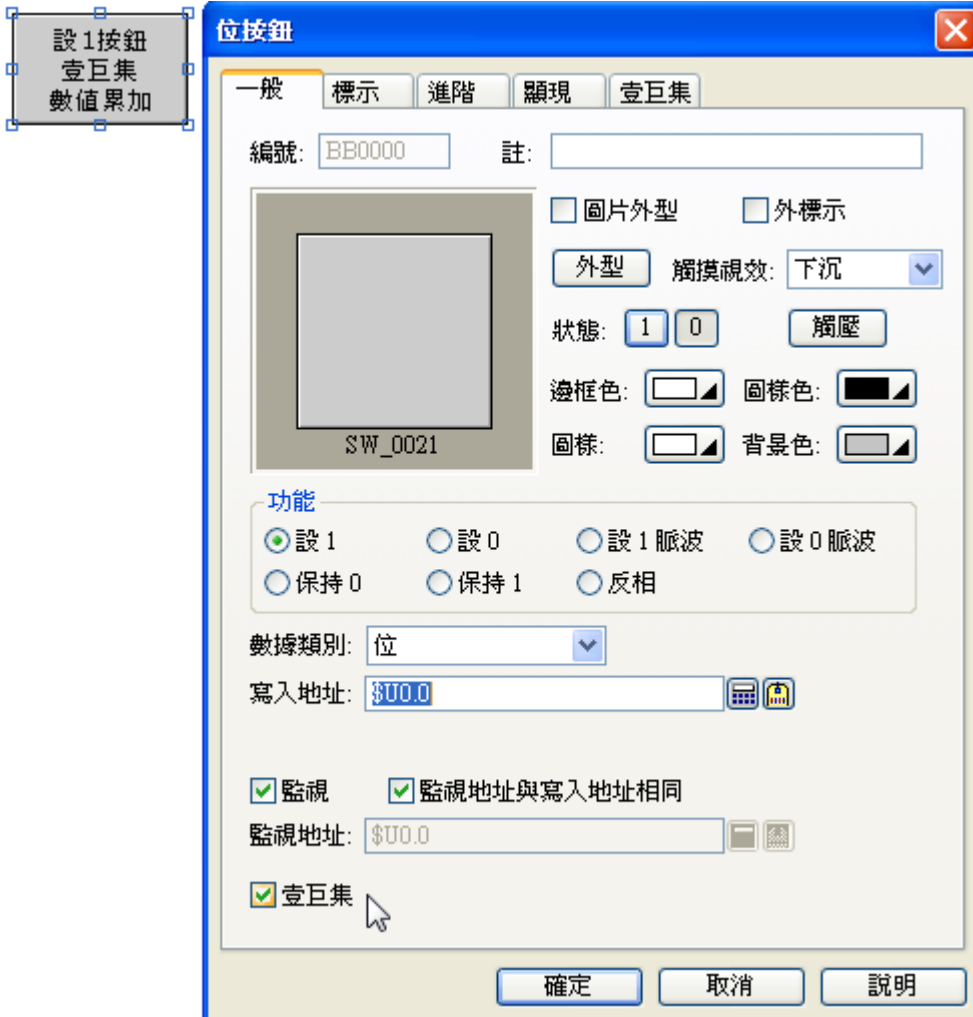 設1按鈕
壹巨集
數值累加
位按鈕
一般 標示 進階 顯現 壹巨集
編號: BB0000 註:
圖片外型 外標示
外型 觸摸視效: 下沉
狀態: 1 0 觸壓
邊框色: 圖樣色:
SW_0021
圖樣: 背景色:
功能
設1 設0 設1脈波 設0脈波
保持0 保持1 反相
數據類別: 位
寫入地址: $U0.0
監視 監視地址與寫入地址相同
監視地址: $U0.0
壹巨集
確定 取消 說明